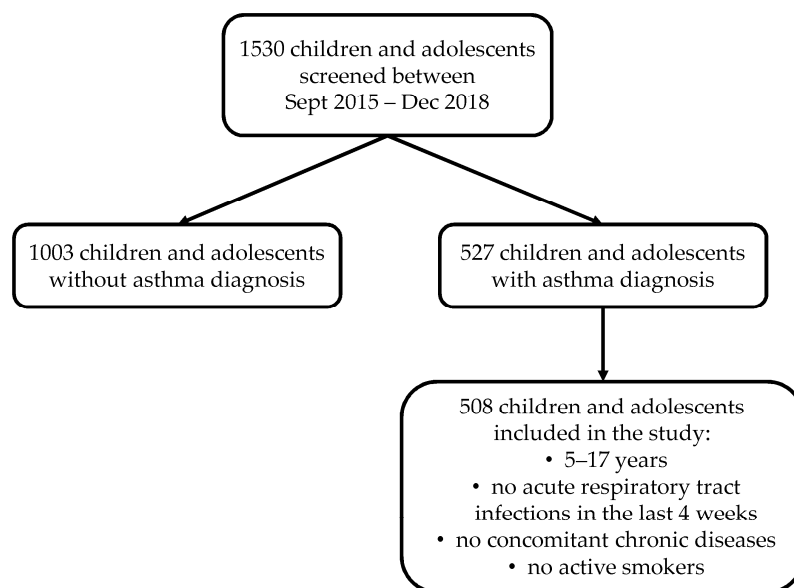 1530 children and adolescents
screened between
Sept 2015 – Dec 2018
1003 children and adolescents
without asthma diagnosis
527 children and adolescents
with asthma diagnosis
508 children and adolescents
included in the study:
• 5–17 years
• no acute respiratory tract
infections in the last 4 weeks
• no concomitant chronic diseases
• no active smokers